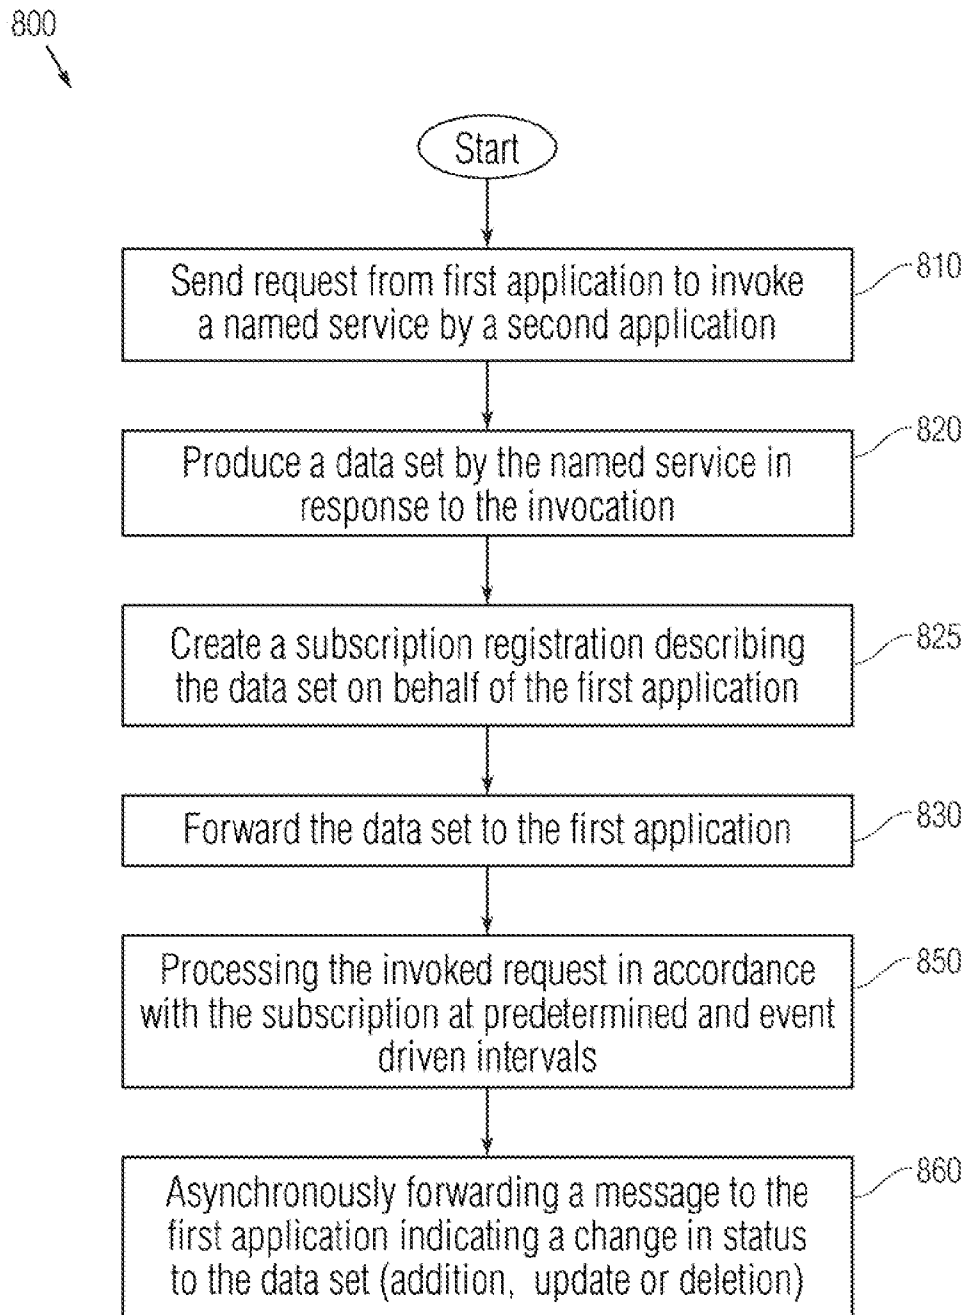 800
Start
Send request from first application to invoke
a named service by a second application
810
Produce a data set by the named service in
response to the invocation
820
Create a subscription registration describing
the data set on behalf of the first application
825
Forward the data set to the first application
830
Processing the invoked request in accordance
with the subscription at predetermined and event
driven intervals
850
Asynchronously forwarding a message to the
first application indicating a change in status
to the data set (addition, update or deletion)
860